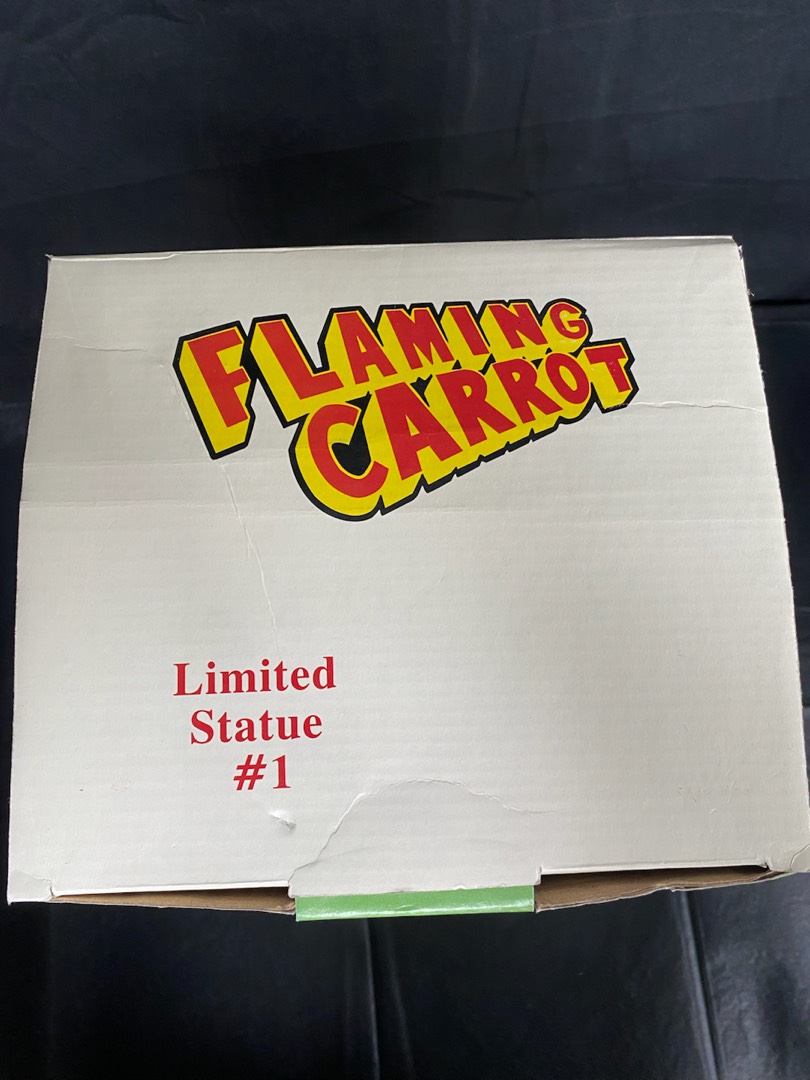 FLAMING
CARROT
Limited
Statue
#1